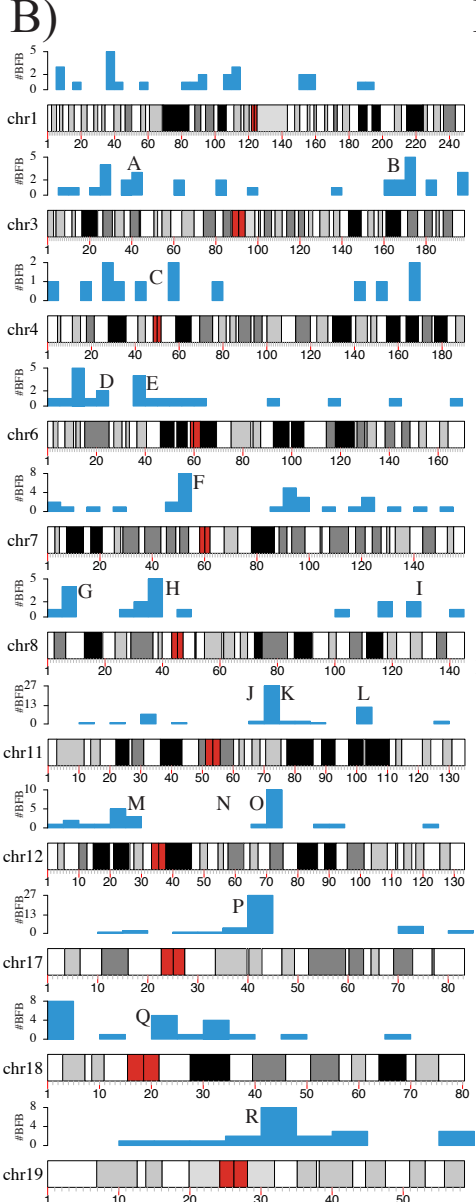 B)
#BFB 5 2 0
chr1
1 20 40 60 80 100 120 140 160 180 200 220 240
#BFB 5 2 0 A B
chr3
1 20 40 60 80 100 120 140 160 180
#BFB 2 1 0 C
chr4
1 20 40 60 80 100 120 140 160 180
#BFB 5 2 0 D E
chr6
1 20 40 60 80 100 120 140 160
#BFB 8 4 0 F
chr7
1 20 40 60 80 100 120 140
#BFB 5 2 0 G H I
chr8
1 20 40 60 80 100 120 140
#BFB 27 13 0 J K L
chr11
1 10 20 30 40 50 60 70 80 90 100 110 120 130
#BFB 10 5 0 M N O
chr12
1 10 20 30 40 50 60 70 80 90 100 110 120 130
#BFB 27 13 0 P
chr17
1 10 20 30 40 50 60 70 80
#BFB 8 4 0 Q
chr18
1 10 20 30 40 50 60 70 80
#BFB 8 4 0 R
chr19
1 10 20 30 40 50